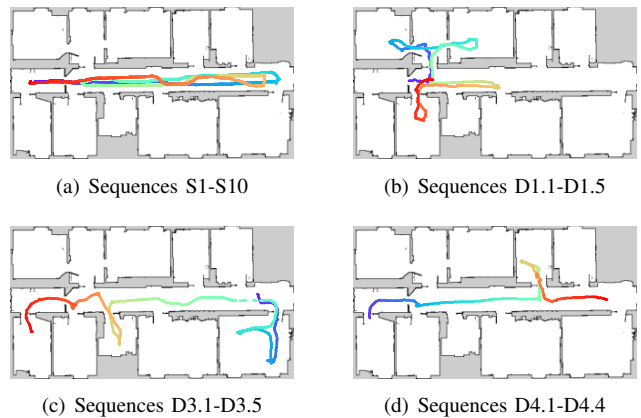 (a) Sequences S1-S10
(b) Sequences D1.1-D1.5
(c) Sequences D3.1-D3.5
(d) Sequences D4.1-D4.4